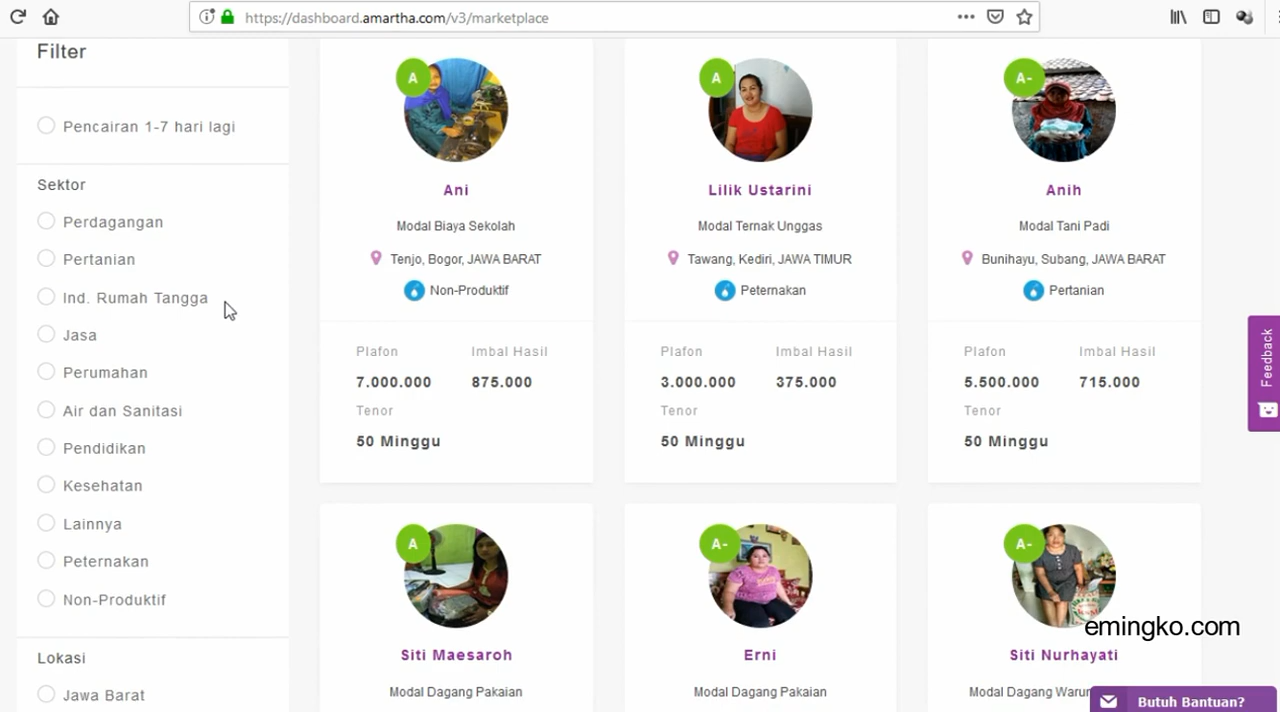 https://dashboard.amartha.com/v3/marketplace
Filter
Pencairan 1-7 hari lagi
Sektor
Perdagangan
Pertanian
Ind. Rumah Tangga
Jasa
Perumahan
Air dan Sanitasi
Pendidikan
Kesehatan
Lainnya
Peternakan
Non-Produktif
Lokasi
Jawa Barat
A
Ani
Modal Biaya Sekolah
Tenjo, Bogor, JAWA BARAT
Non-Produktif
Plafon Imbal Hasil
7.000.000 875.000
Tenor
50 Minggu
A
Lilik Ustarini
Modal Ternak Unggas
Tawang, Kediri, JAWA TIMUR
Peternakan
Plafon Imbal Hasil
3.000.000 375.000
Tenor
50 Minggu
A-
Anih
Modal Tani Padi
Bunihayu, Subang, JAWA BARAT
Pertanian
Plafon Imbal Hasil
5.500.000 715.000
Tenor
50 Minggu
A
Siti Maesaroh
Modal Dagang Pakaian
A-
Erni
Modal Dagang Pakaian
A-
Siti Nurhayati
Modal Dagang
Feedback
emingko.com
Butuh Bantuan?